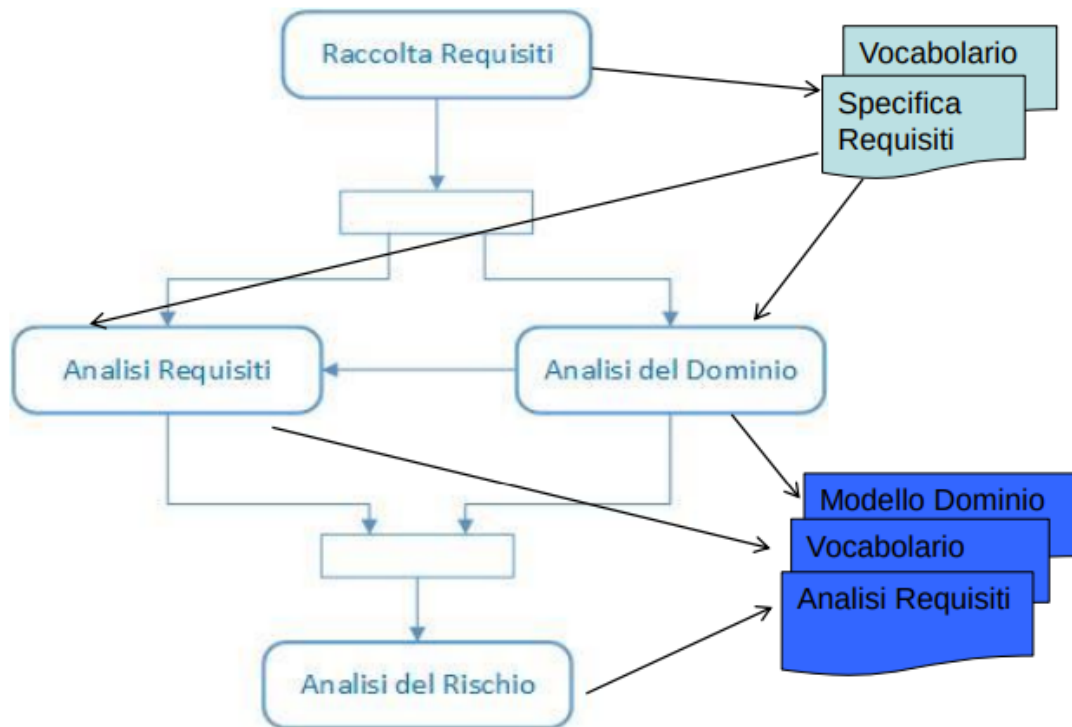 Raccolta Requisiti
Vocabolario
Specifica
Requisiti
Analisi Requisiti
Analisi del Dominio
Modello Dominio
Vocabolario
Analisi Requisiti
Analisi del Rischio